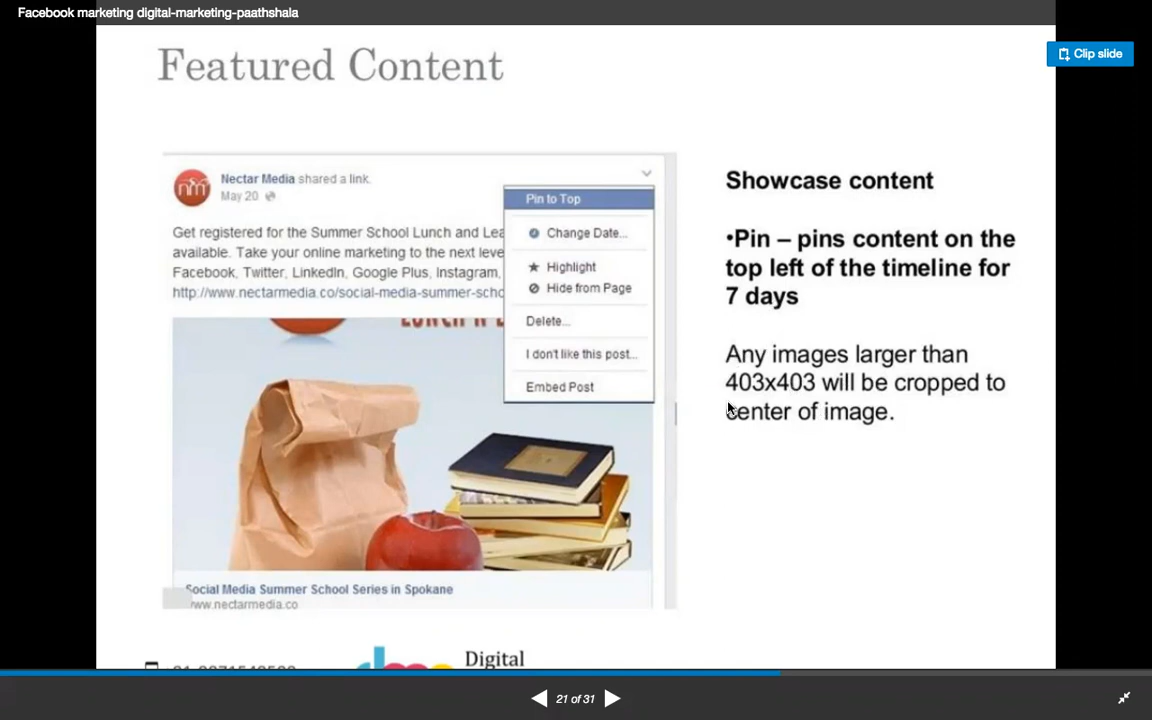 Facebook marketing digital-marketing-paathshala
Clip slide
Featured Content
Nectar Media shared a link.
May 20
Get registered for the Summer School Lunch and Lea
available. Take your online marketing to the next leve
Facebook, Twitter, LinkedIn, Google Plus, Instagram,
http://www.nectarmedia.co/social-media-summer-scho
Pin to Top
Change Date...
Highlight
Hide from Page
Delete...
I don't like this post...
Embed Post
Social Media Summer School Series in Spokane
www.nectarmedia.co
Showcase content
•Pin – pins content on the
top left of the timeline for
7 days
Any images larger than
403x403 will be cropped to
center of image.
Digital
21 of 31